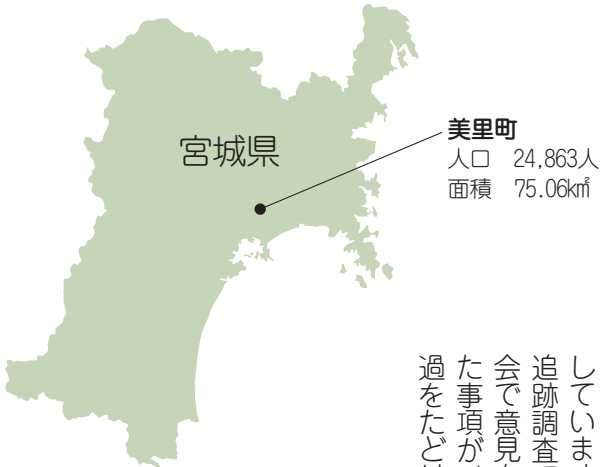 宮城県
美里町
人口 24,863人
面積 75.06k㎡
していま
追跡調査
会で意見
た事項が
過をたど